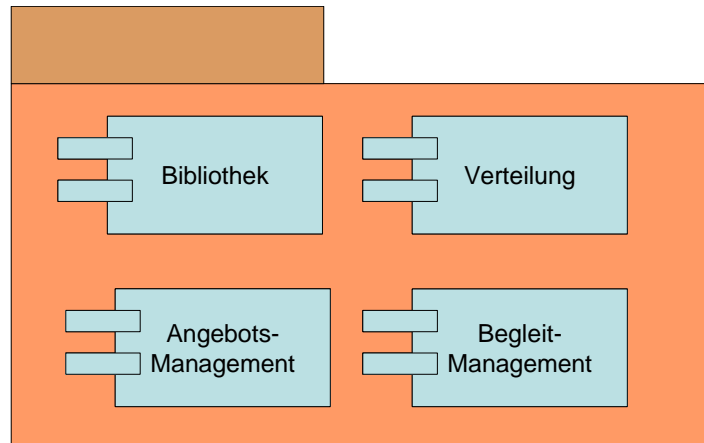 Bibliothek
Verteilung
Angebots-
Management
Begleit-
Management